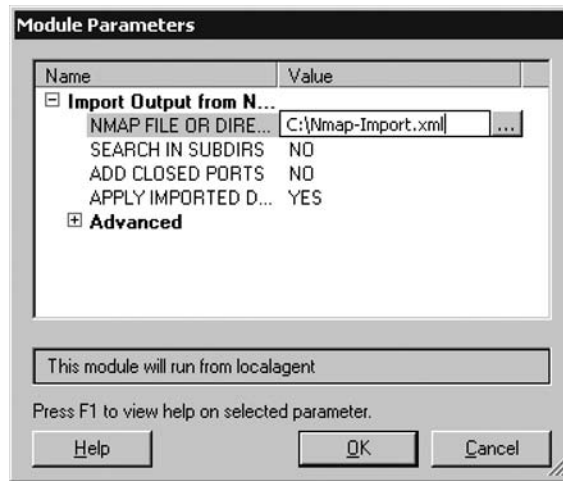 Module Parameters
Name Value
Import Output from N...
NMAP FILE OR DIRE... C:\Nmap-Import.xml ...
SEARCH IN SUBDIRS NO
ADD CLOSED PORTS NO
APPLY IMPORTED D... YES
Advanced
This module will run from localagent
Press F1 to view help on selected parameter.
Help OK Cancel